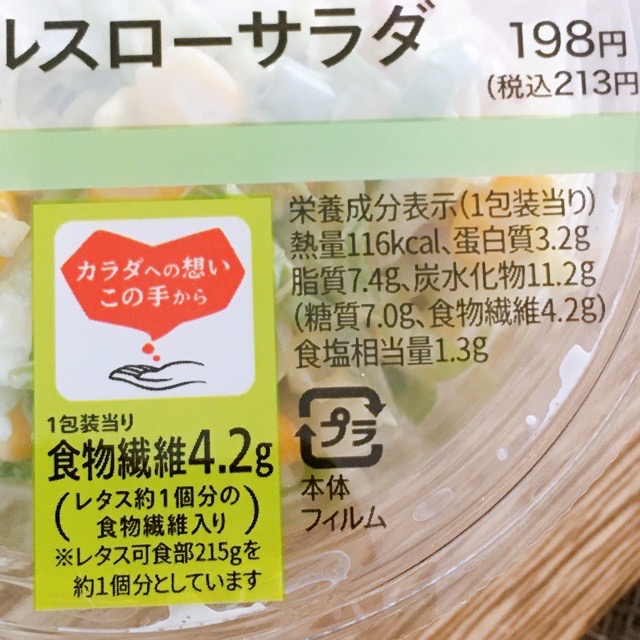 ルスローサラダ
198円
(税込213円
栄養成分表示(1包装当り)
熱量116kcal、蛋白質3.2g
脂質7.4g、炭水化物11.2g
(糖質7.0g、食物繊維4.2g)
食塩相当量1.3g
カラダへの想い
この手から
1包装当り
食物繊維4.2g
(レタス約1個分の
食物繊維入り)
※レタス可食部215gを
約1個分としています
プラ
本体
フィルム